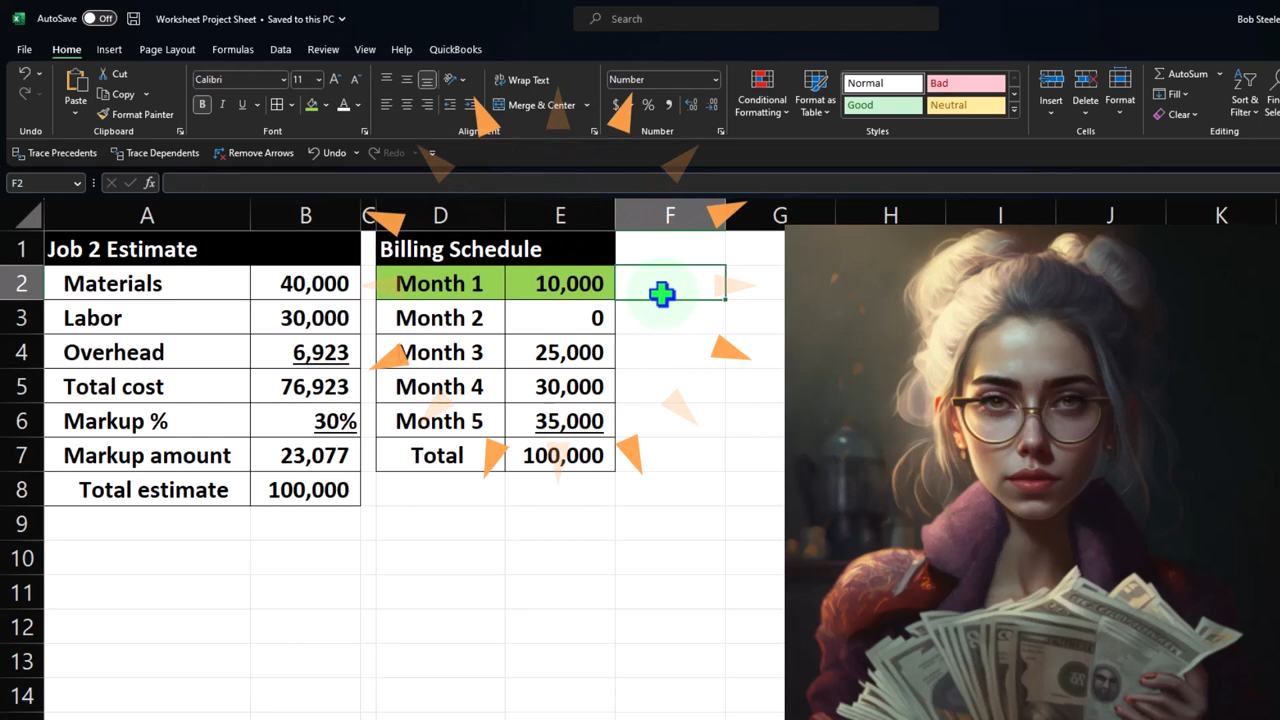 AutoSave Off Worksheet Project Sheet • Saved to this PC Search Bob Steele
File Home Insert Page Layout Formulas Data Review View Help QuickBooks
Paste Cut Calibri 11 Wrap Text Number Conditional Formatting Format as Table Normal Bad Insert Delete Format AutoSum Sort &
Copy Merge & Center $ % Good Neutral Fill Filter
Format Painter Clear
Undo Clipboard Font Alignment Number Styles Cells Editing
Trace Precedents Trace Dependents Remove Arrows Undo Redo
F2 fx
A B C D E F G H I J K
1 Job 2 Estimate Billing Schedule
2 Materials 40,000 Month 1 10,000
3 Labor 30,000 Month 2 0
4 Overhead 6,923 Month 3 25,000
5 Total cost 76,923 Month 4 30,000
6 Markup % 30% Month 5 35,000
7 Markup amount 23,077 Total 100,000
8 Total estimate 100,000
9
10
11
12
13
14